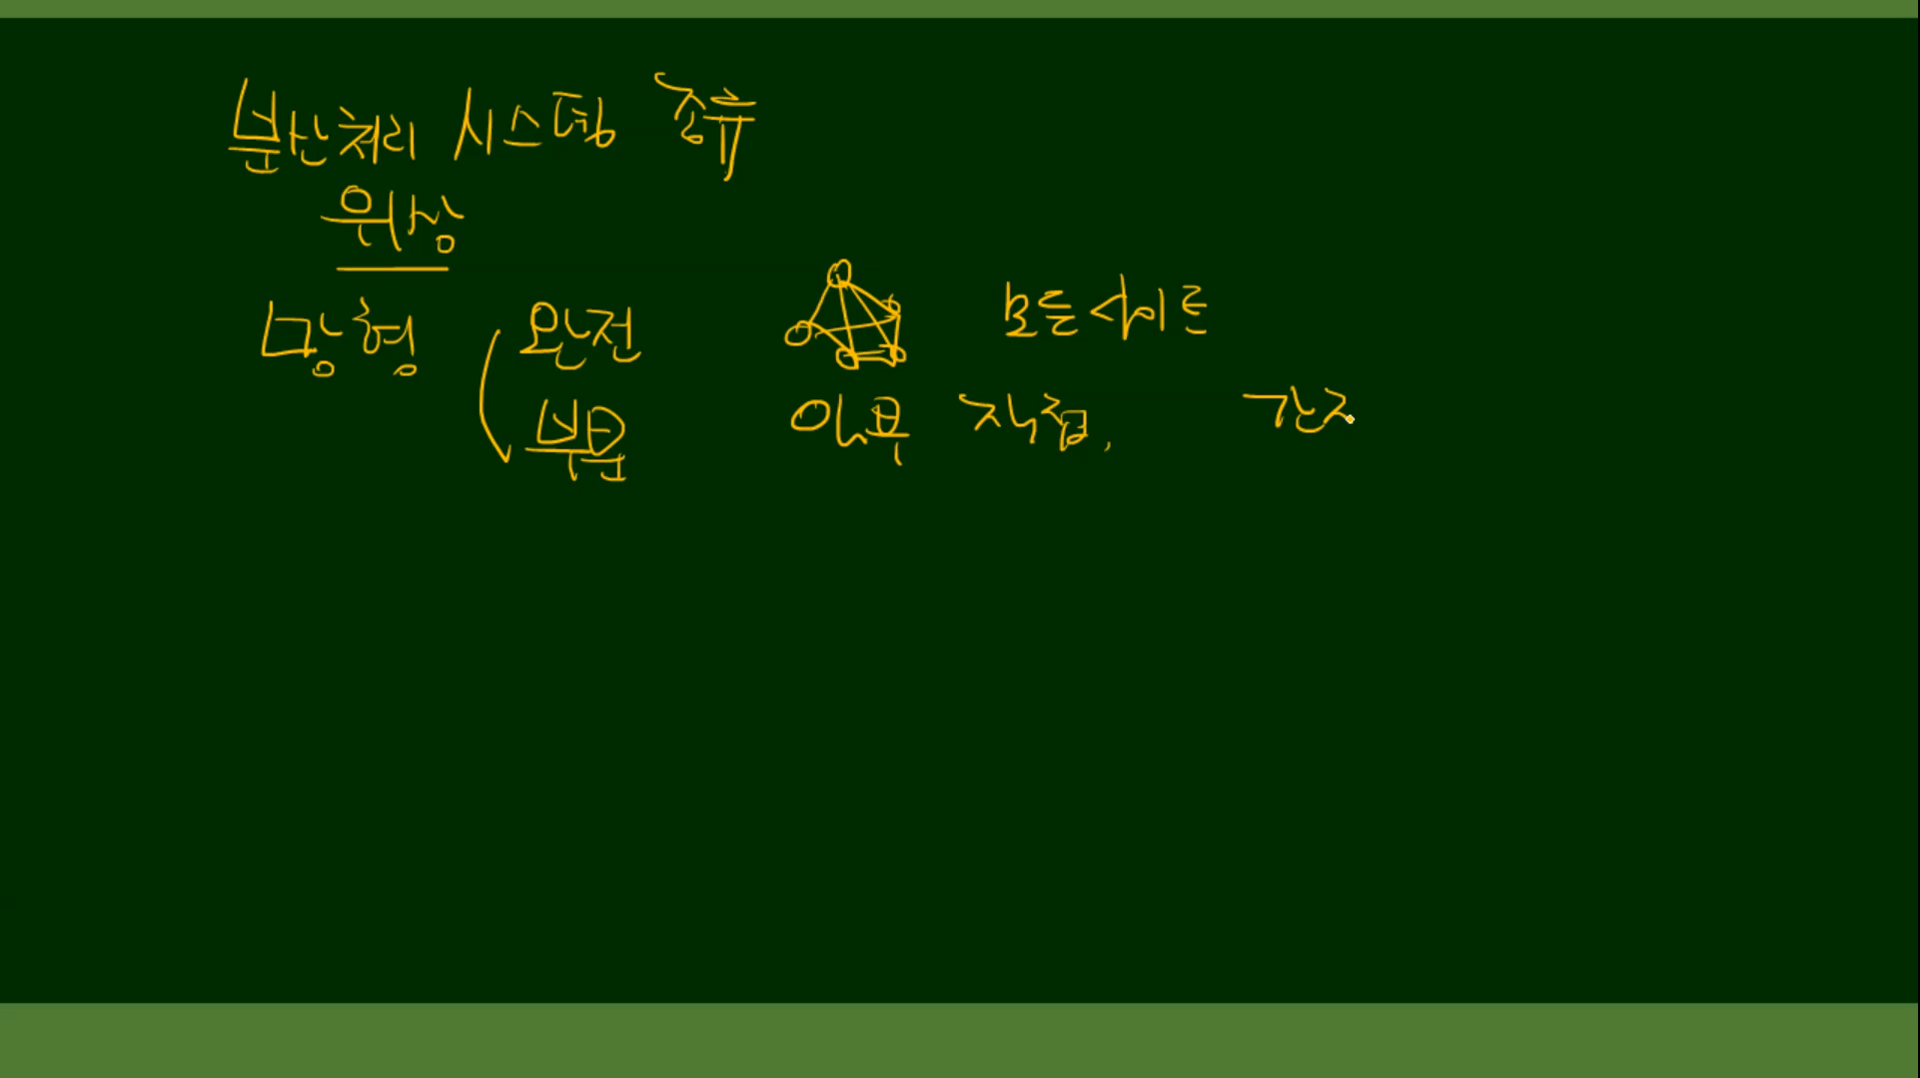 분산처리 시스템 종류
위상
망형 완전 모든 사이트
부분 일부 직접, 간ㅈ